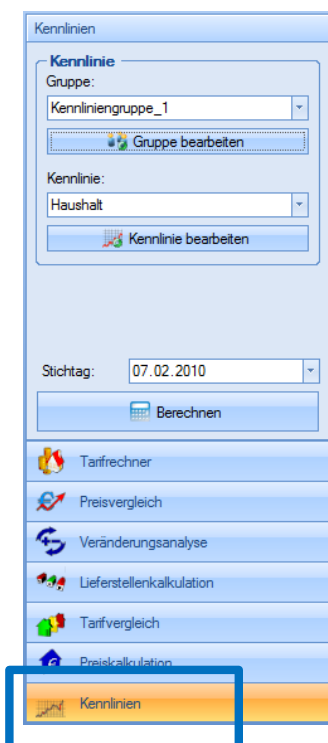 Kennlinien
Kennlinie
Gruppe:
Kennliniengruppe_1
Gruppe bearbeiten
Kennlinie:
Haushalt
Kennlinie bearbeiten
Stichtag: 07.02.2010
Berechnen
Tarifrechner
Preisvergleich
Veränderungsanalyse
Lieferstellenkalkulation
Tarifvergleich
Preiskalkulation
Kennlinien